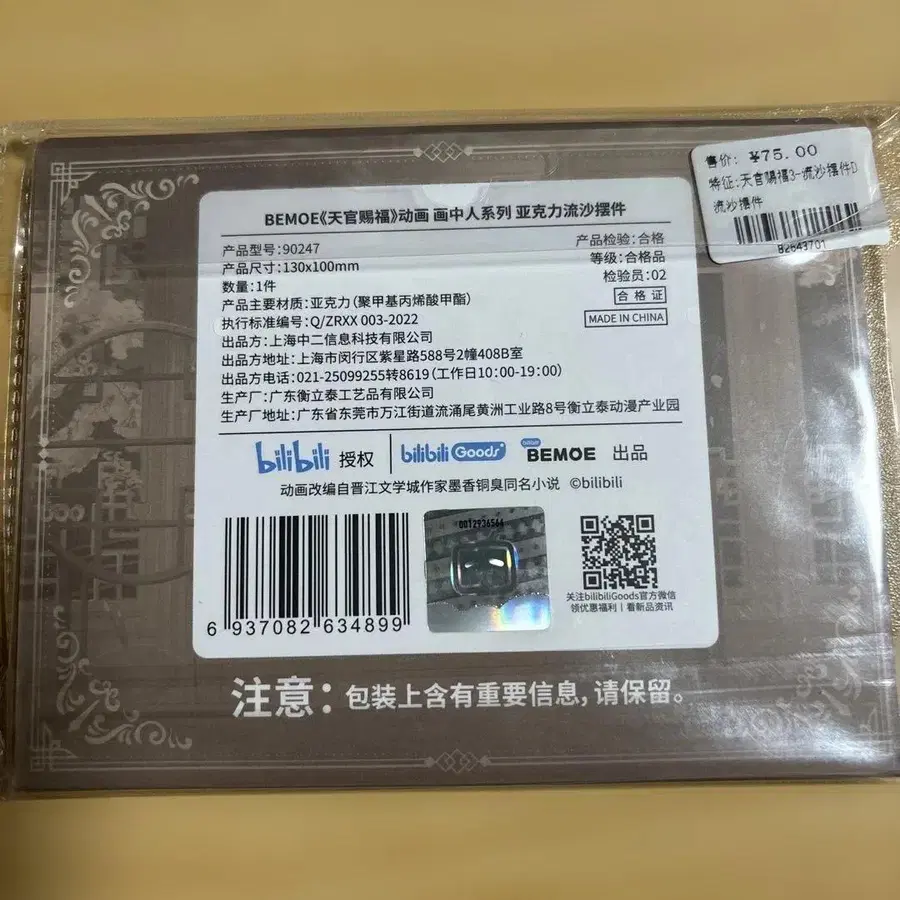 售价: ¥75.00
特征:天官赐福3-流沙摆件D
流沙摆件
82643701
BEMOE《天官赐福》动画 画中人系列 亚克力流沙摆件
产品型号:90247
产品尺寸:130x100mm
数量:1件
产品主要材质:亚克力(聚甲基丙烯酸甲酯)
执行标准编号:Q/ZRXX 003-2022
出品方:上海中二信息科技有限公司
出品方地址:上海市闵行区紫星路588号2幢408B室
出品方电话:021-25099255转8619(工作日10:00-19:00)
生产厂:广东衡立泰工艺品有限公司
生产厂地址:广东省东莞市万江街道流涌尾黄洲工业路8号衡立泰动漫产业园
产品检验:合格
等级:合格品
检验员:02
合格证
MADE IN CHINA
bilibili 授权
bilibili Goods
bilibili BEMOE 出品
动画改编自晋江文学城作家墨香铜臭同名小说 ©bilibili
0012936564
6 937082 634899
关注bilibiliGoods官方微信
领优惠福利 | 看新品资讯
注意: 包装上含有重要信息, 请保留。